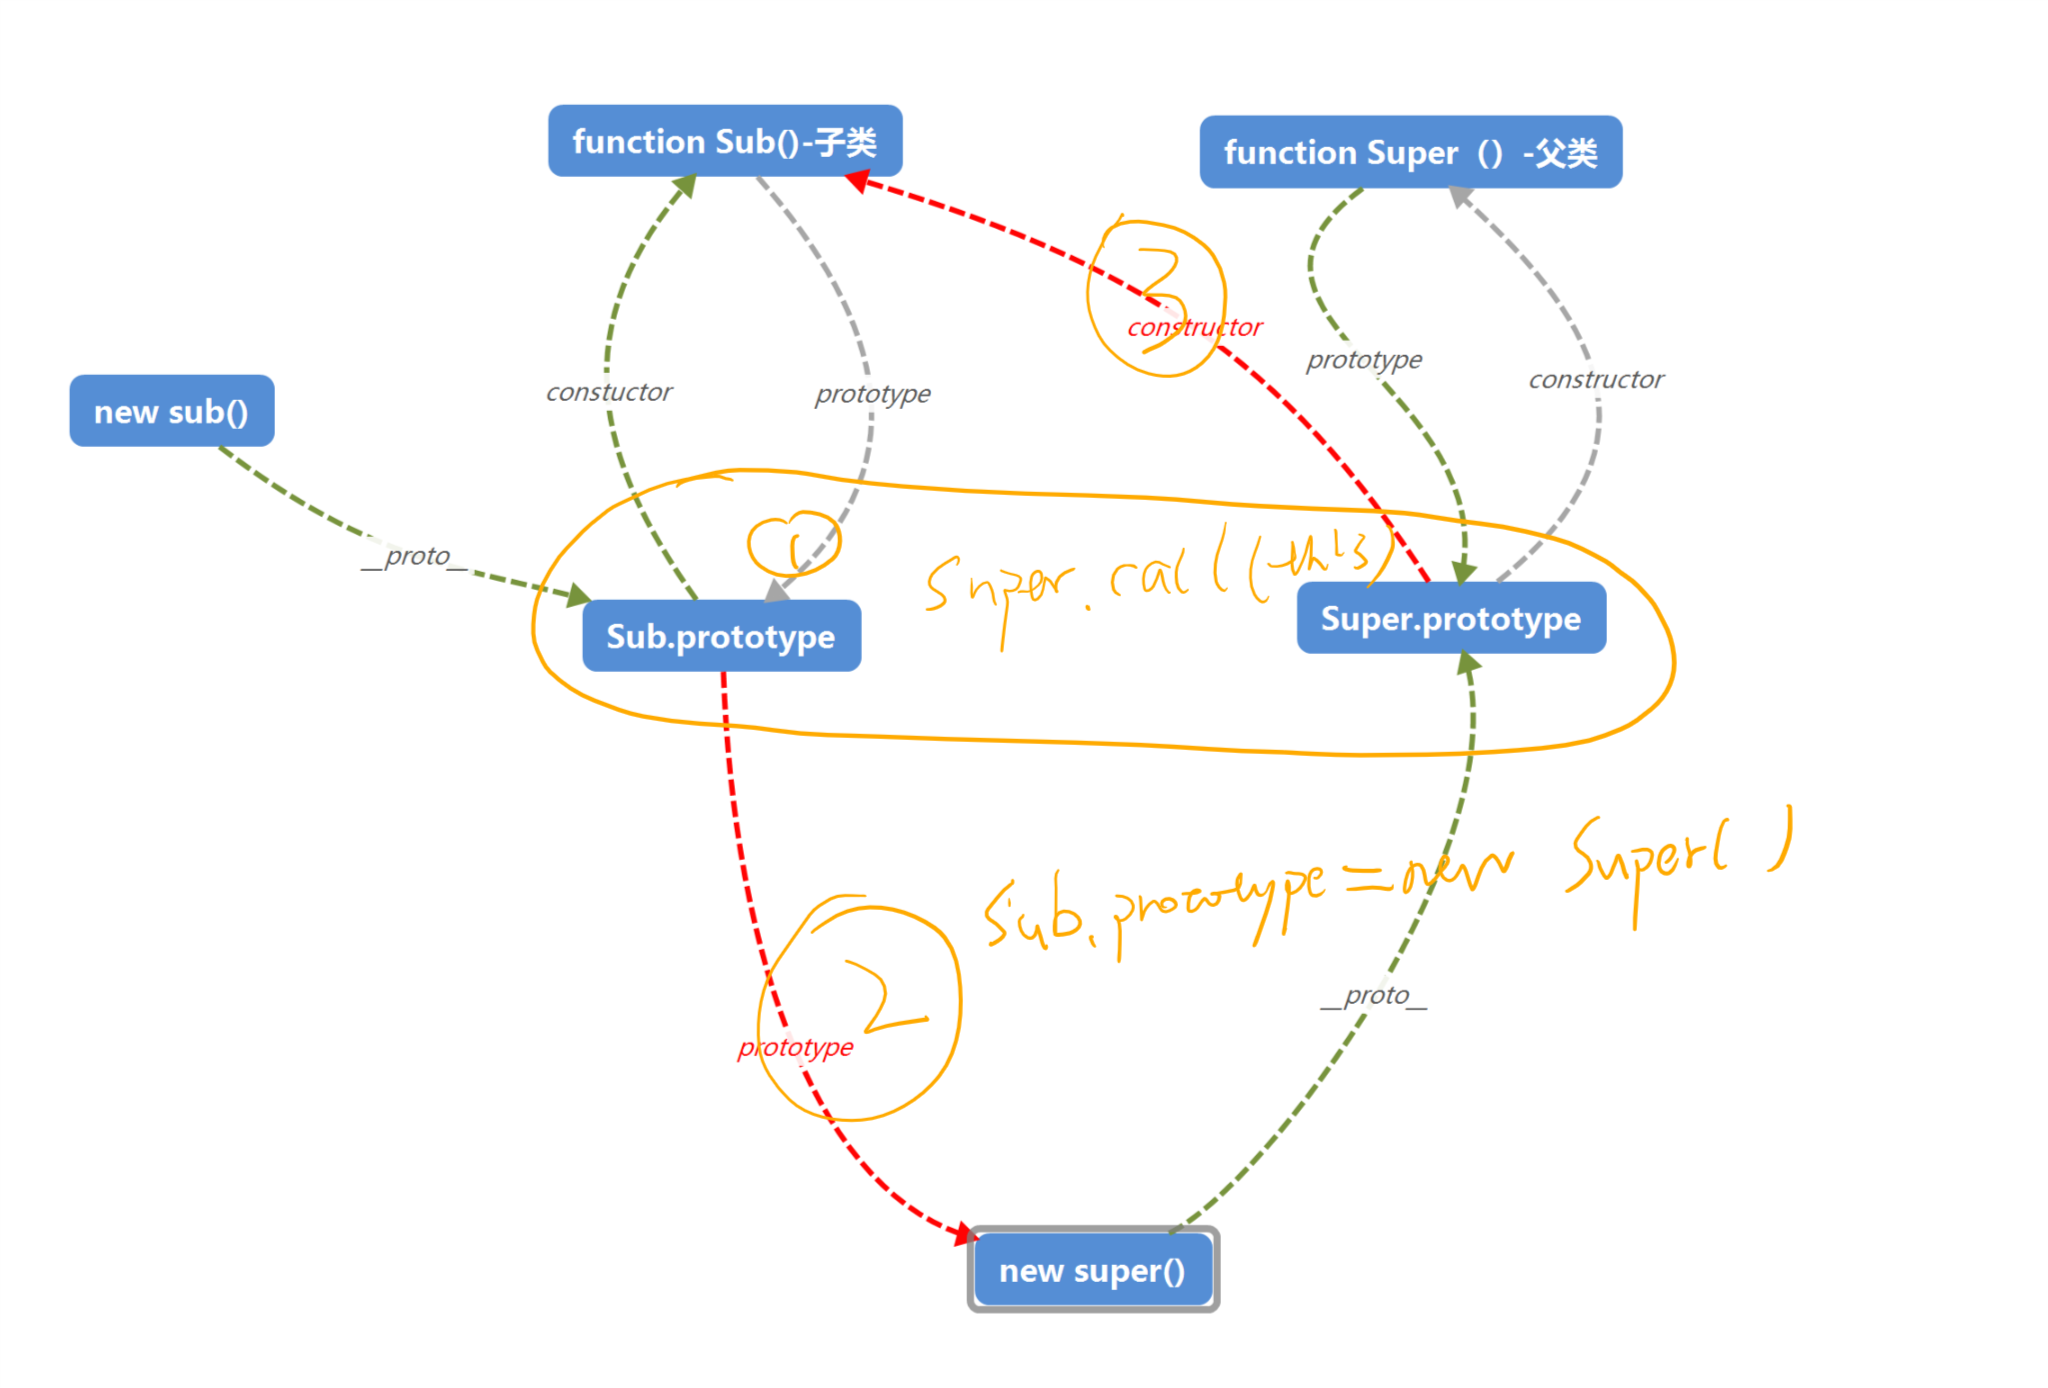 function Sub()-子类
function Super（）-父类
3
constructor
prototype
constructor
constuctor
prototype
new sub()
1
Super.call(this)
__proto__
Sub.prototype
Super.prototype
Sub.prototype=new Super()
2
prototype
__proto__
new super()